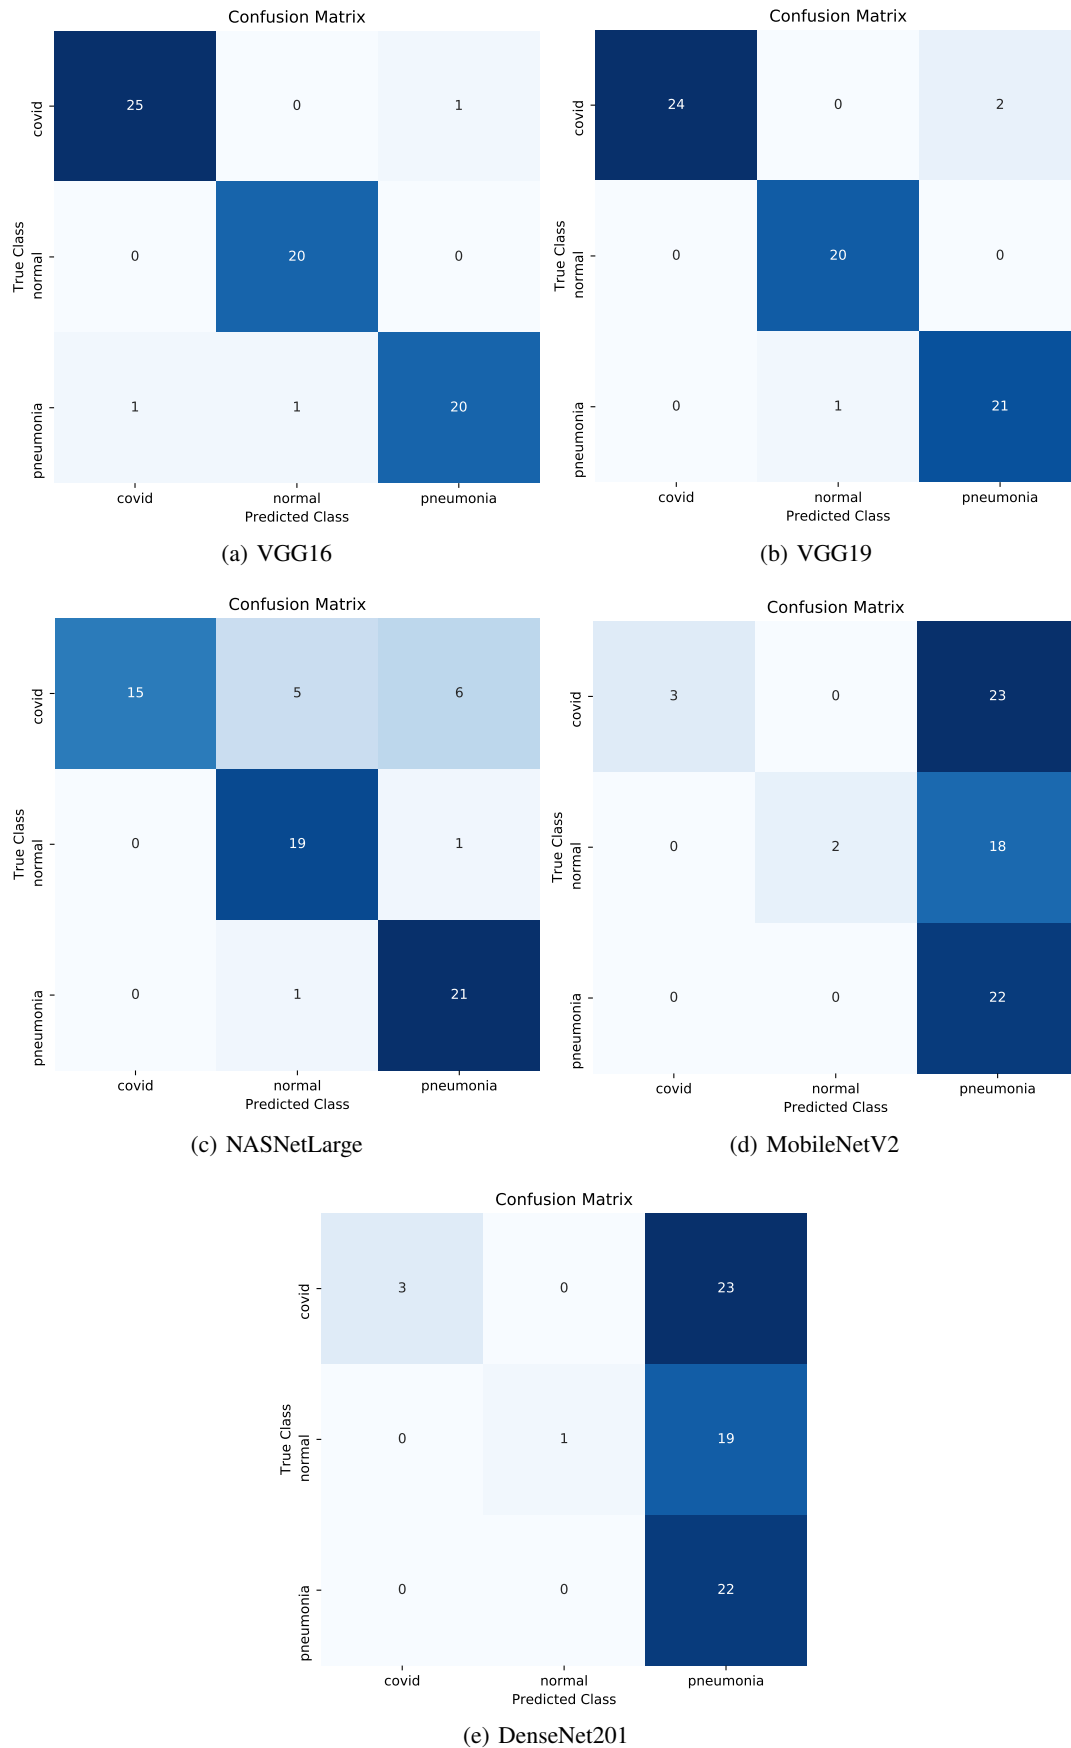 Confusion Matrix
covid 25 0 1
True Class
normal 0 20 0
pneumonia 1 1 20
covid normal pneumonia
Predicted Class
(a) VGG16
Confusion Matrix
covid 24 0 2
True Class
normal 0 20 0
pneumonia 0 1 21
covid normal pneumonia
Predicted Class
(b) VGG19
Confusion Matrix
covid 15 5 6
True Class
normal 0 19 1
pneumonia 0 1 21
covid normal pneumonia
Predicted Class
(c) NASNetLarge
Confusion Matrix
covid 3 0 23
True Class
normal 0 2 18
pneumonia 0 0 22
covid normal pneumonia
Predicted Class
(d) MobileNetV2
Confusion Matrix
covid 3 0 23
True Class
normal 0 1 19
pneumonia 0 0 22
covid normal pneumonia
Predicted Class
(e) DenseNet201